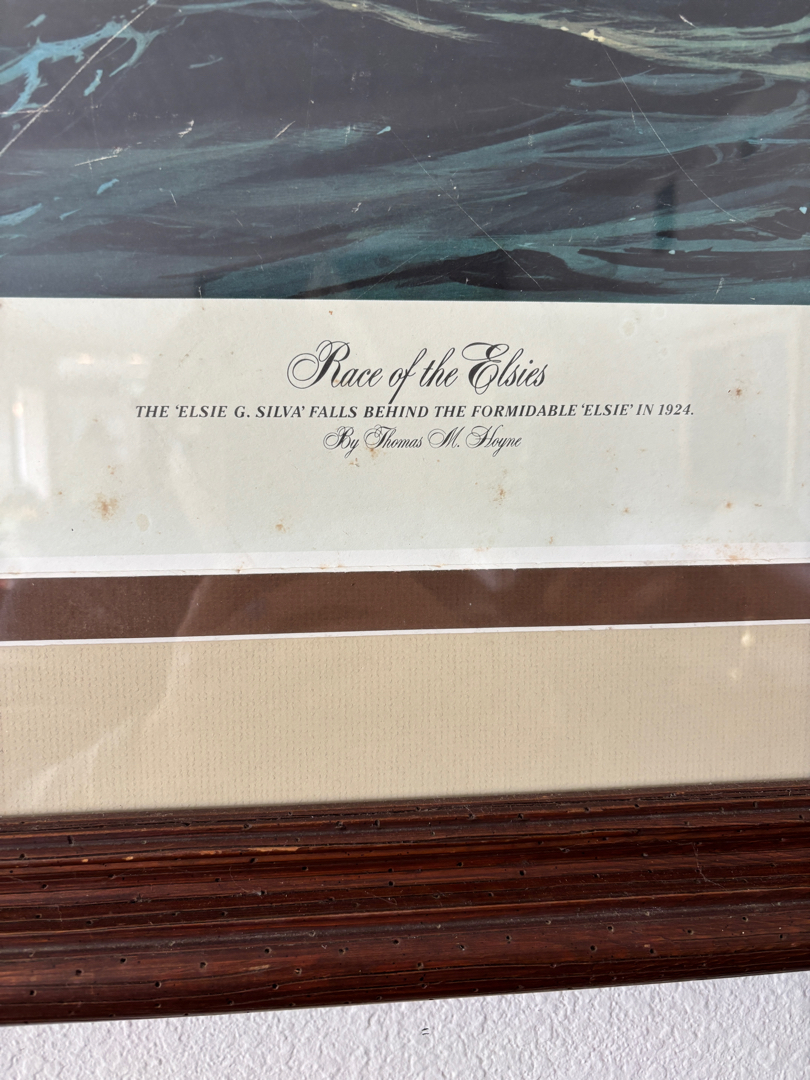 Race of the Elsies
THE ‘ELSIE G. SILVA’ FALLS BEHIND THE FORMIDABLE ‘ELSIE’ IN 1924.
By Thomas M. Hoyne